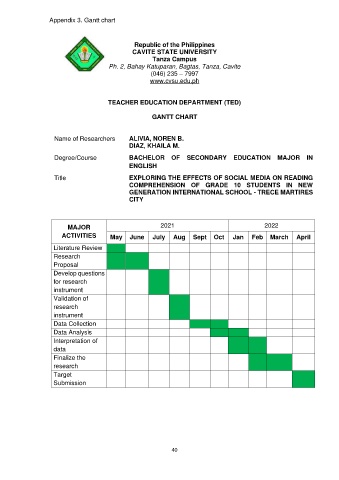 Appendix 3. Gantt chart
Republic of the Philippines
CAVITE STATE UNIVERSITY
Tanza Campus
Ph. 2, Bahay Katuparan, Bagtas, Tanza, Cavite
(046) 235 – 7997
www.cvsu.edu.ph
TEACHER EDUCATION DEPARTMENT (TED)
GANTT CHART
Name of Researchers ALIVIA, NOREN B.
DIAZ, KHAILA M.
Degree/Course BACHELOR OF SECONDARY EDUCATION MAJOR IN
ENGLISH
Title EXPLORING THE EFFECTS OF SOCIAL MEDIA ON READING
COMPREHENSION OF GRADE 10 STUDENTS IN NEW
GENERATION INTERNATIONAL SCHOOL - TRECE MARTIRES
CITY
MAJOR
ACTIVITIES
2021 2022
May June July Aug Sept Oct Jan Feb March April
Literature Review
Research
Proposal
Develop questions
for research
instrument
Validation of
research
instrument
Data Collection
Data Analysis
Interpretation of
data
Finalize the
research
Target
Submission
40